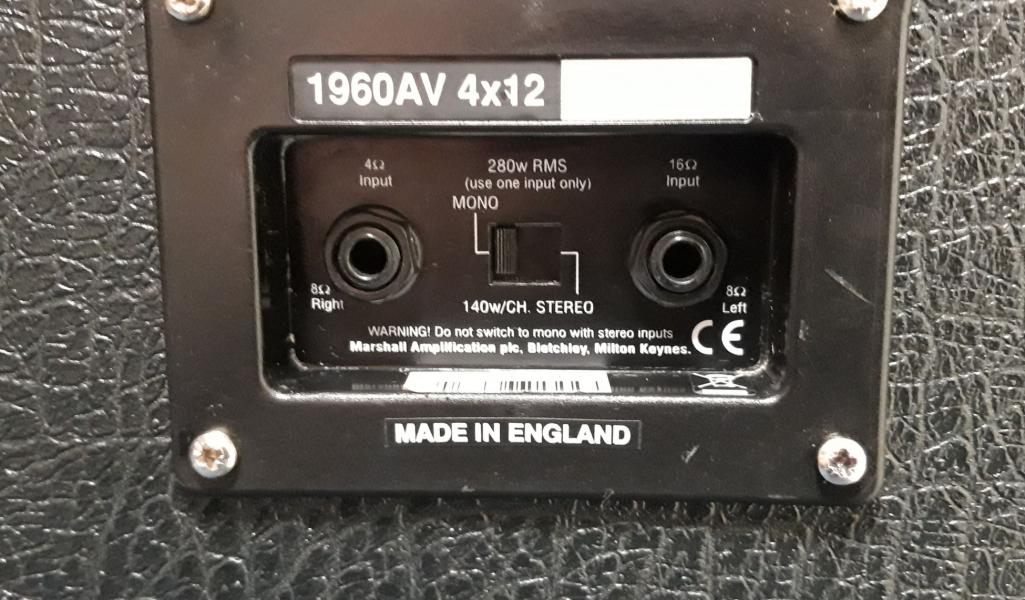 1960AV 4x12
4Ω
Input
280w RMS
(use one input only)
16Ω
Input
MONO
8Ω
Right
8Ω
Left
140w/CH. STEREO
WARNING! Do not switch to mono with stereo inputs
Marshall Amplification plc, Bletchley, Milton Keynes.
CE
MADE IN ENGLAND